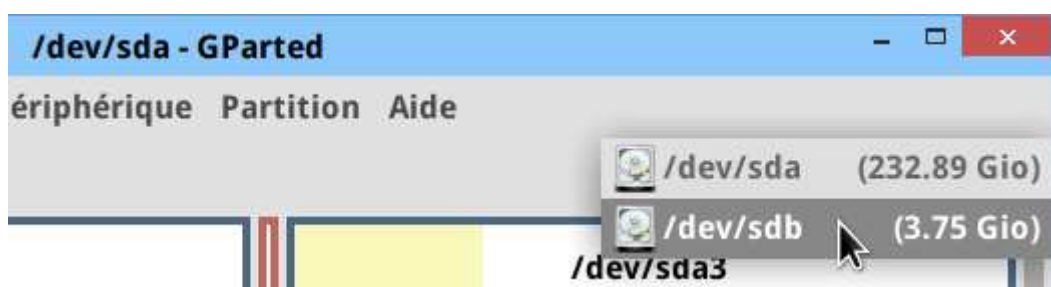 /dev/sda - GParted
ériphérique Partition Aide
/dev/sda (232.89 Gio)
/dev/sdb (3.75 Gio)
/dev/sda3